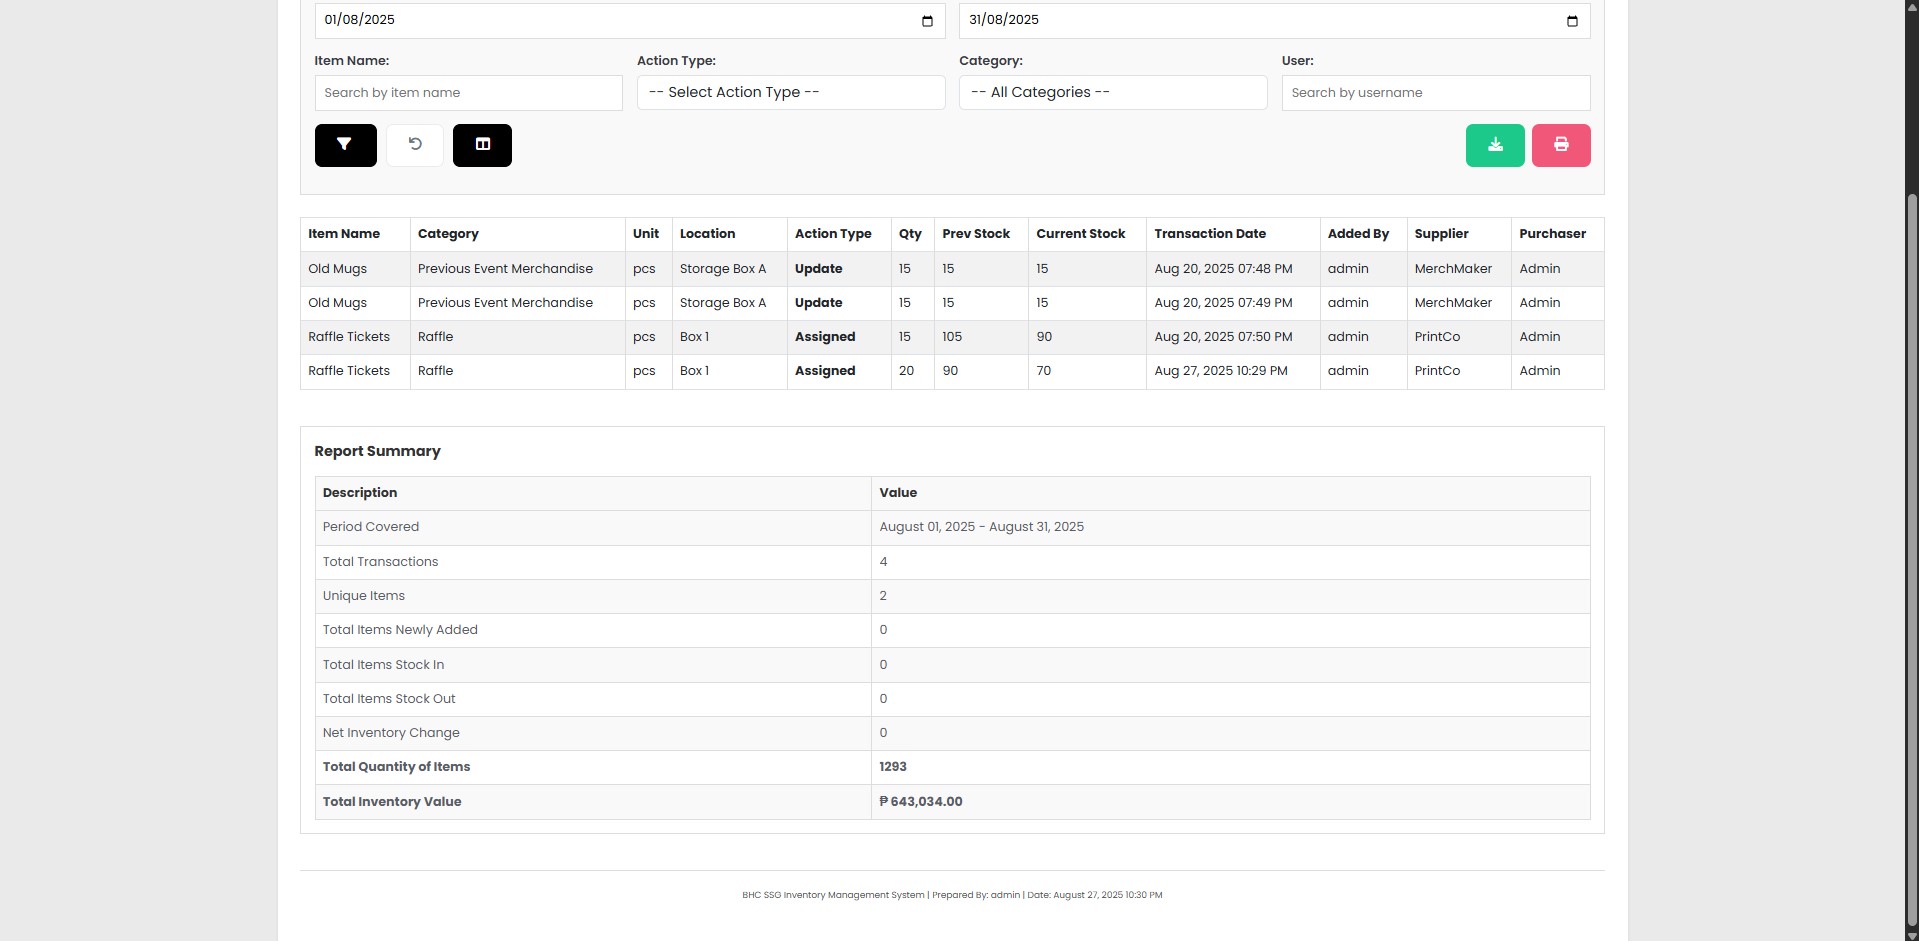 01/08/2025 31/08/2025
Item Name: Action Type: Category: User:
Search by item name -- Select Action Type -- -- All Categories -- Search by username
Item Name Category Unit Location Action Type Qty Prev Stock Current Stock Transaction Date Added By Supplier Purchaser
Old Mugs Previous Event Merchandise pcs Storage Box A Update 15 15 15 Aug 20, 2025 07:48 PM admin MerchMaker Admin
Old Mugs Previous Event Merchandise pcs Storage Box A Update 15 15 15 Aug 20, 2025 07:49 PM admin MerchMaker Admin
Raffle Tickets Raffle pcs Box 1 Assigned 15 105 90 Aug 20, 2025 07:50 PM admin PrintCo Admin
Raffle Tickets Raffle pcs Box 1 Assigned 20 90 70 Aug 27, 2025 10:29 PM admin PrintCo Admin
Report Summary
Description Value
Period Covered August 01, 2025 - August 31, 2025
Total Transactions 4
Unique Items 2
Total Items Newly Added 0
Total Items Stock In 0
Total Items Stock Out 0
Net Inventory Change 0
Total Quantity of Items 1293
Total Inventory Value ₱ 643,034.00
BHC SSG Inventory Management System | Prepared By: admin | Date: August 27, 2025 10:30 PM